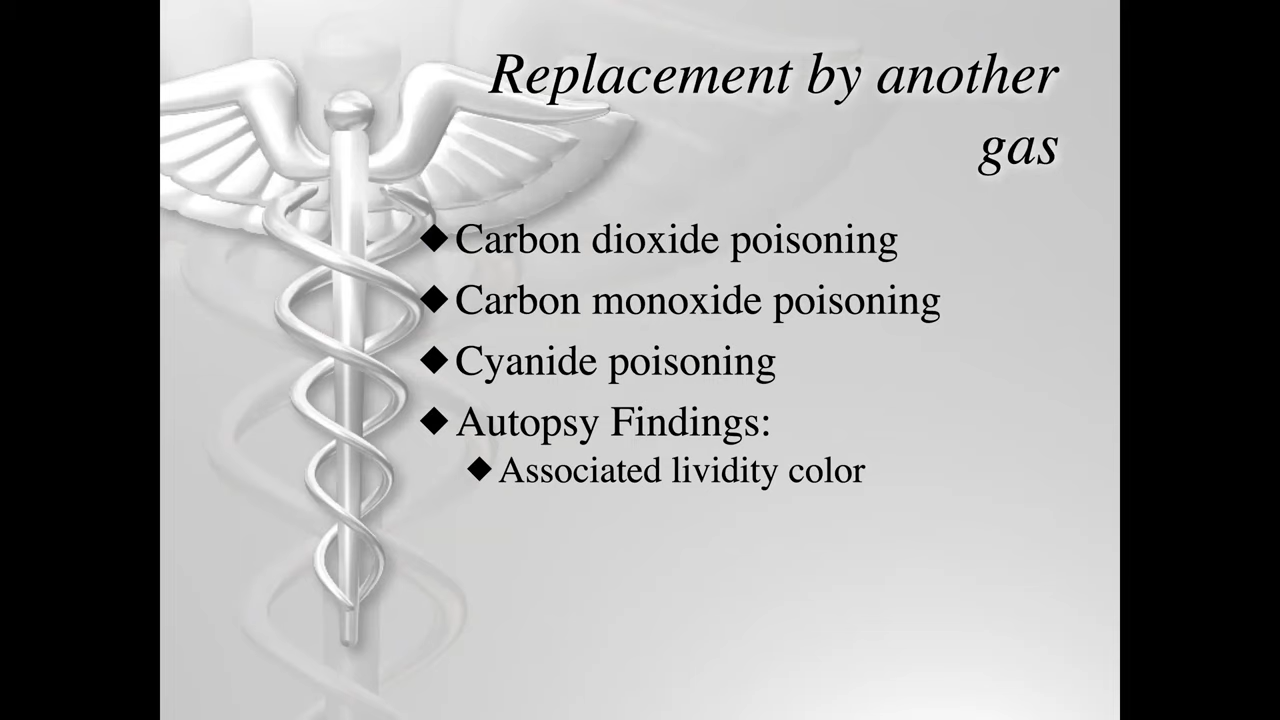 Replacement by another
gas
Carbon dioxide poisoning
Carbon monoxide poisoning
Cyanide poisoning
Autopsy Findings:
Associated lividity color